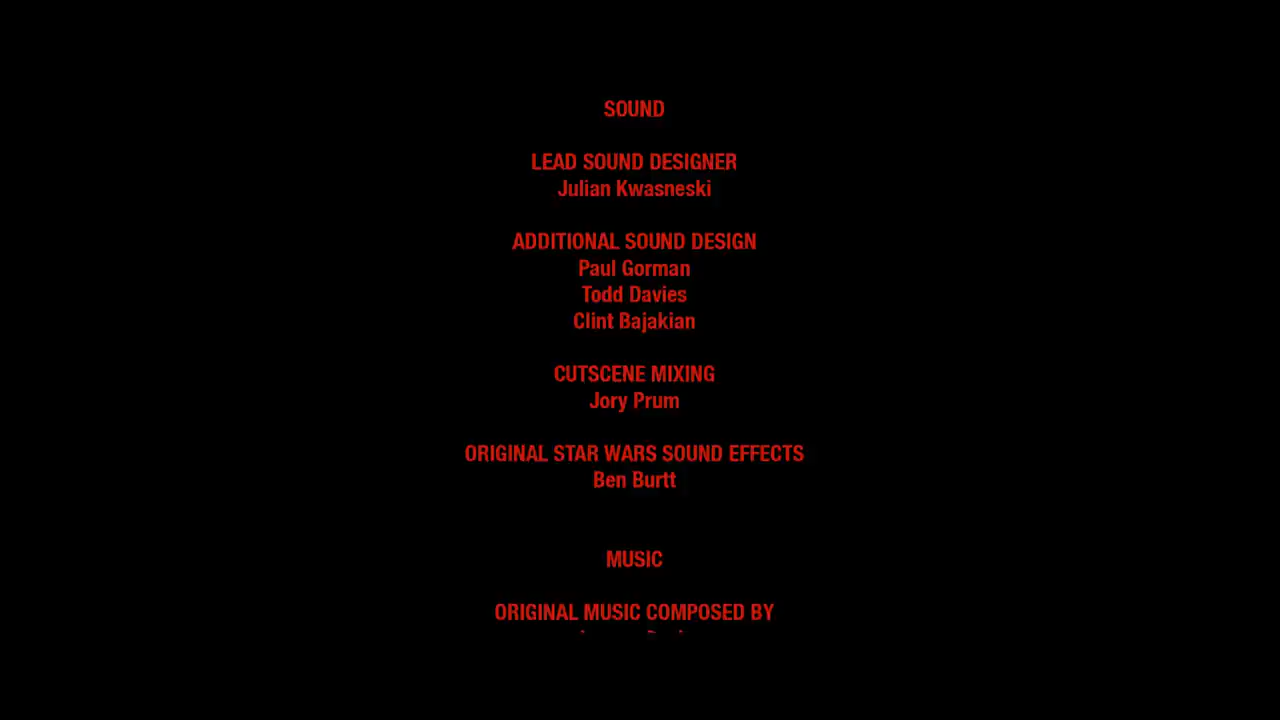 SOUND
LEAD SOUND DESIGNER
Julian Kwasneski
ADDITIONAL SOUND DESIGN
Paul Gorman
Todd Davies
Clint Bajakian
CUTSCENE MIXING
Jory Prum
ORIGINAL STAR WARS SOUND EFFECTS
Ben Burtt
MUSIC
ORIGINAL MUSIC COMPOSED BY